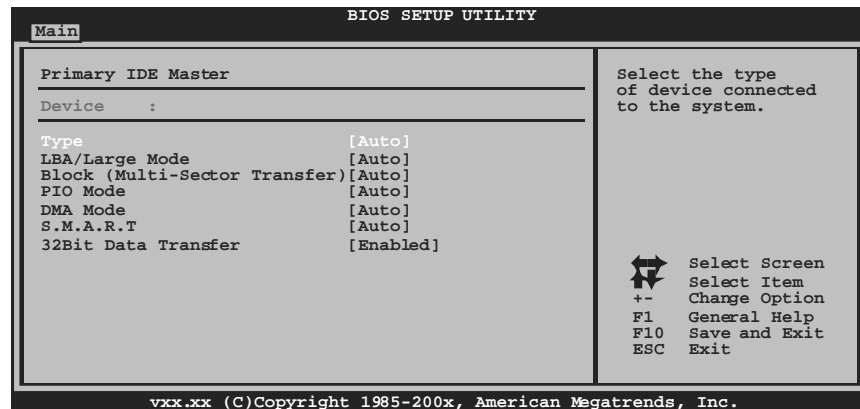 BIOS SETUP UTILITY
Main
Primary IDE Master
Device :
Type [Auto]
LBA/Large Mode [Auto]
Block (Multi-Sector Transfer)[Auto]
PIO Mode [Auto]
DMA Mode [Auto]
S.M.A.R.T [Auto]
32Bit Data Transfer [Enabled]
Select the type
of device connected
to the system.
Select Screen
Select Item
+- Change Option
F1 General Help
F10 Save and Exit
ESC Exit
vxx.xx (C)Copyright 1985-200x, American Megatrends, Inc.